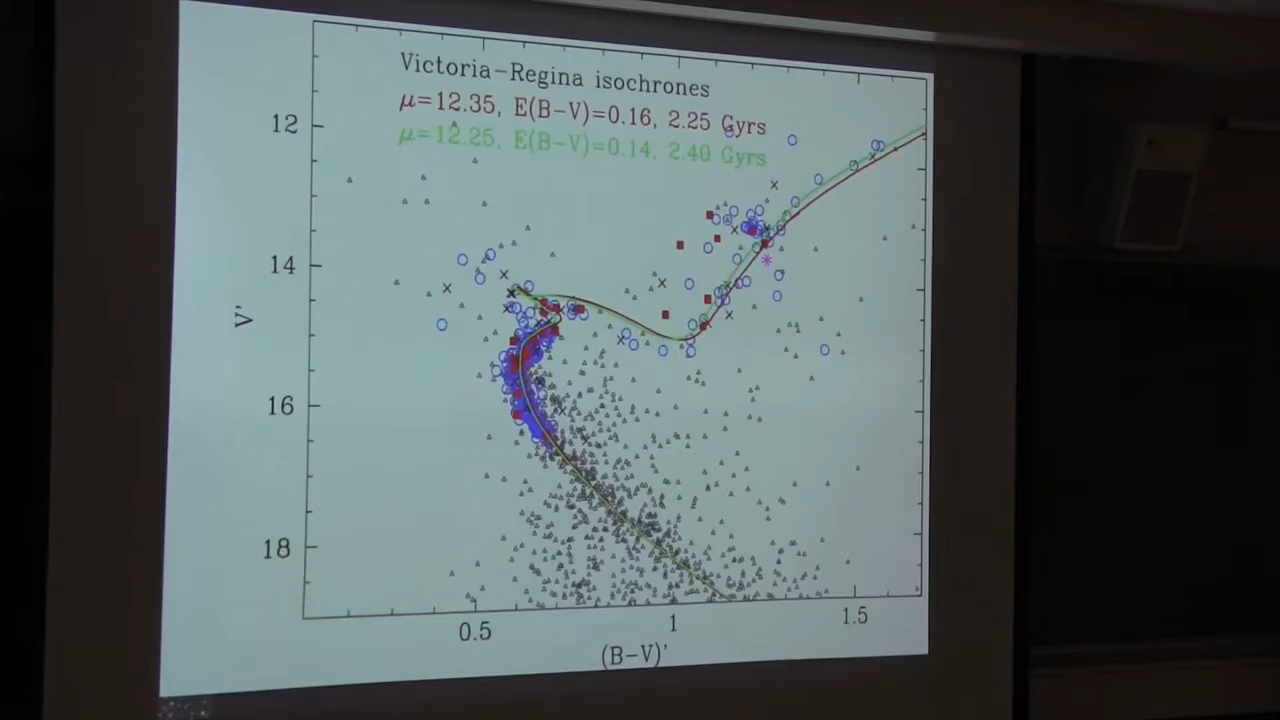 Victoria-Regina isochrones
μ=12.35, E(B-V)=0.16, 2.25 Gyrs
μ=12.25, E(B-V)=0.14, 2.40 Gyrs
12
14
V'
16
18
0.5
1
1.5
(B-V)'